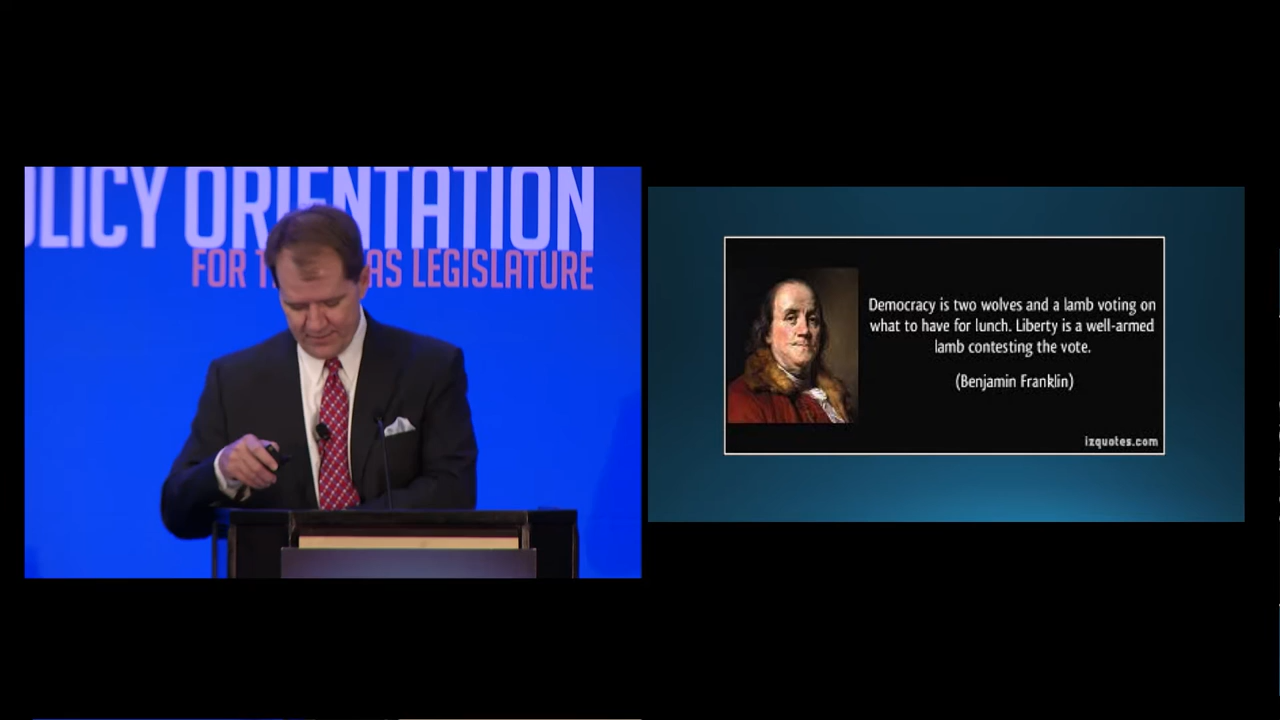 OLICY ORIENTATION
FOR T AS LEGISLATURE
Democracy is two wolves and a lamb voting on
what to have for lunch. Liberty is a well-armed
lamb contesting the vote.
(Benjamin Franklin)
izquotes.com